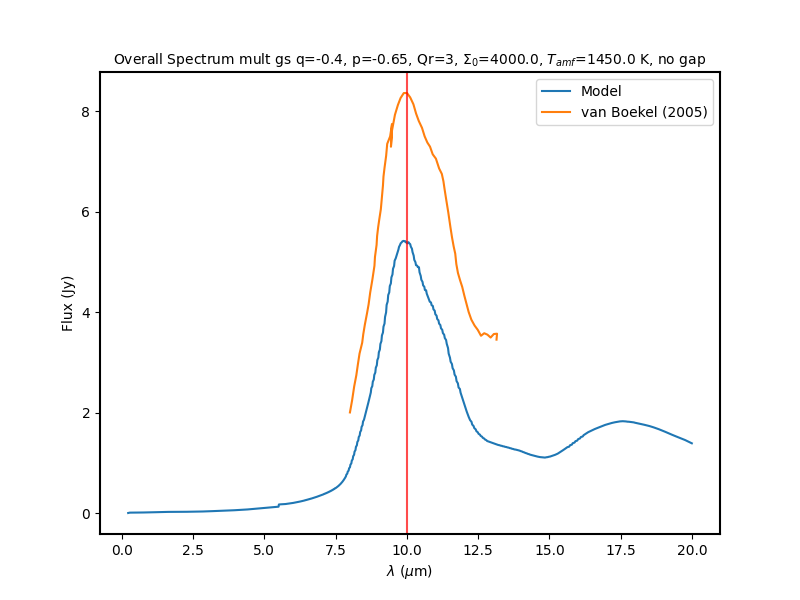 Overall Spectrum mult gs q=-0.4, p=-0.65, Qr=3, Σ₀=4000.0, Tₐₘf=1450.0 K, no gap
Model
van Boekel (2005)
8
6
4
2
0
Flux (Jy)
0.0 2.5 5.0 7.5 10.0 12.5 15.0 17.5 20.0
λ (μm)